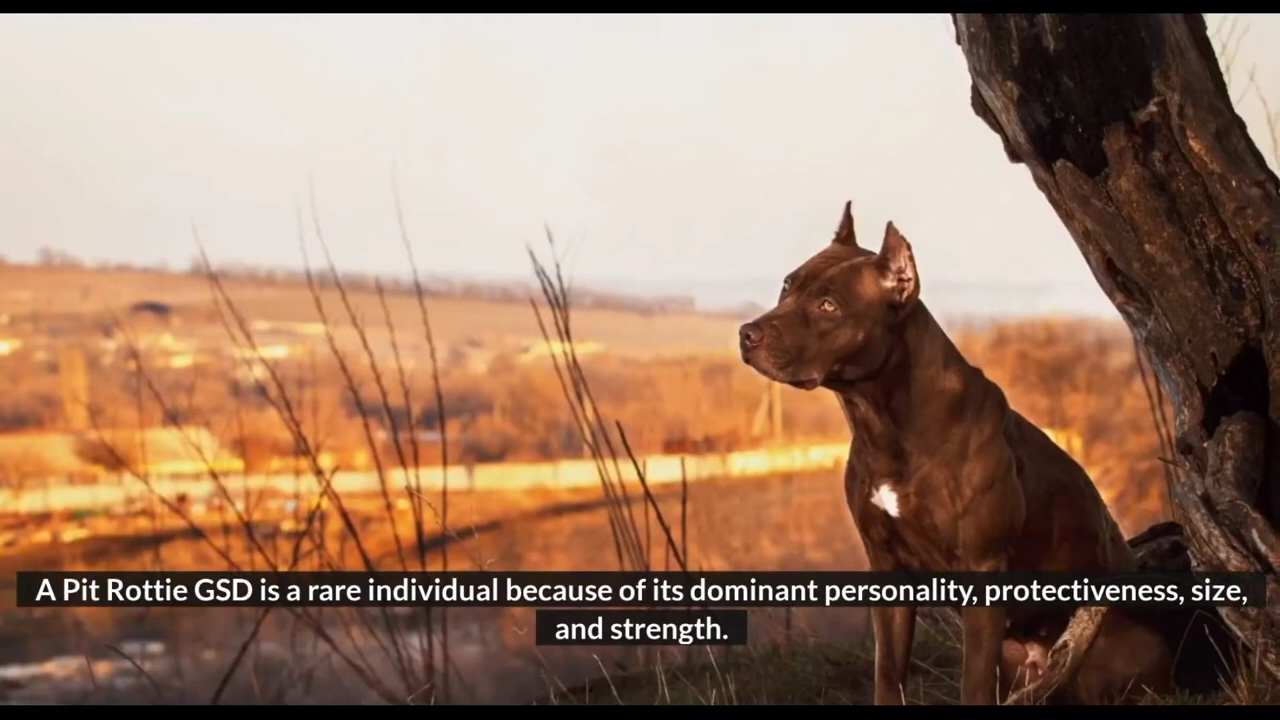 A Pit Rottie GSD is a rare individual because of its dominant personality, protectiveness, size,
and strength.